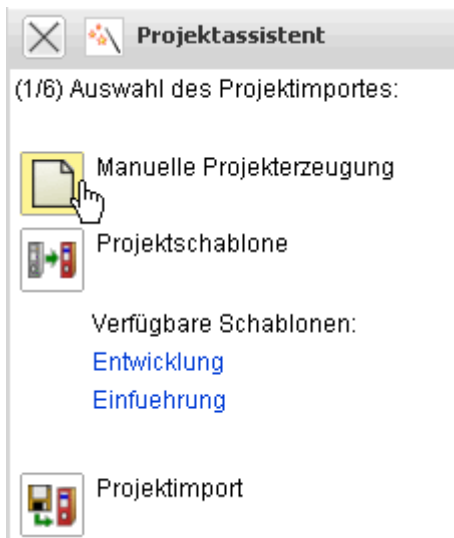 Projektassistent
(1/6) Auswahl des Projektimportes:
Manuelle Projekterzeugung
Projektschablone
Verfügbare Schablonen:
Entwicklung
Einfuehrung
Projektimport